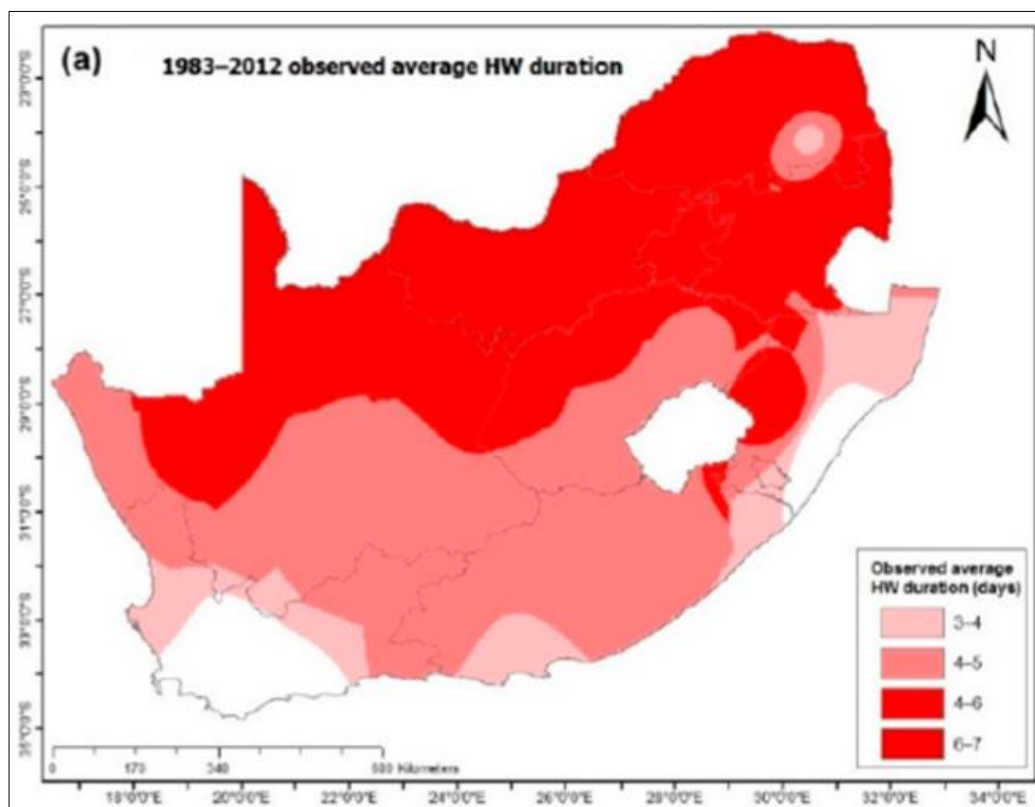 (a)
1983–2012 observed average HW duration
N
Observed average
HW duration (days)
3–4
4–5
4–6
6–7
0 170 340 680 Kilometers
18°0'0"E 20°0'0"E 22°0'0"E 24°0'0"E 26°0'0"E 28°0'0"E 30°0'0"E 32°0'0"E 34°0'0"E